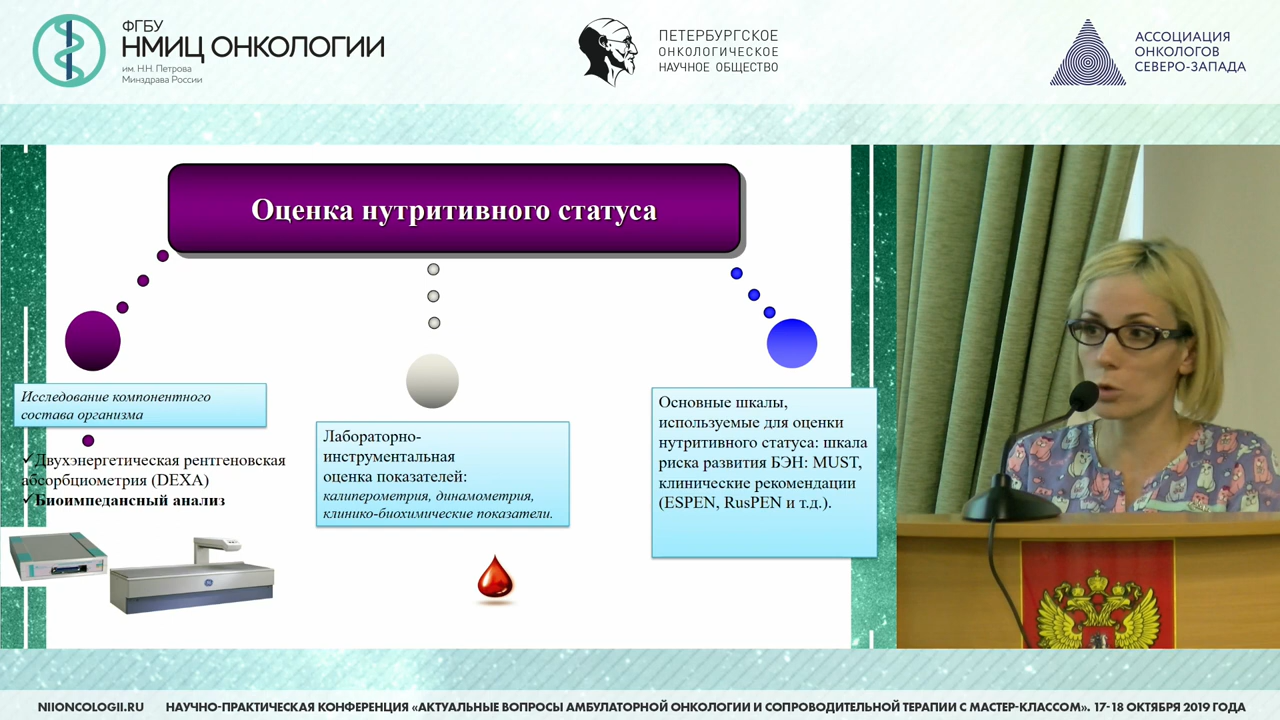 ФГБУ
НМИЦ ОНКОЛОГИИ
им. Н.Н. Петрова
Минздрава России
ПЕТЕРБУРГСКОЕ
ОНКОЛОГИЧЕСКОЕ
НАУЧНОЕ ОБЩЕСТВО
АССОЦИАЦИЯ
ОНКОЛОГОВ
СЕВЕРО-ЗАПАДА
Оценка нутритивного статуса
Исследование компонентного
состава организма
✓Двухэнергетическая рентгеновская
абсорбциометрия (DEXA)
✓Биоимпедансный анализ
Лабораторно-
инструментальная
оценка показателей:
калиперометрия, динамометрия,
клинико-биохимические показатели.
Основные шкалы,
используемые для оценки
нутритивного статуса: шкала
риска развития БЭН: MUST,
клинические рекомендации
(ESPEN, RusPEN и т.д.).
NIIONCOLOGII.RU НАУЧНО-ПРАКТИЧЕСКАЯ КОНФЕРЕНЦИЯ «АКТУАЛЬНЫЕ ВОПРОСЫ АМБУЛАТОРНОЙ ОНКОЛОГИИ И СОПРОВОДИТЕЛЬНОЙ ТЕРАПИИ С МАСТЕР-КЛАССОМ». 17-18 ОКТЯБРЯ 2019 ГОДА